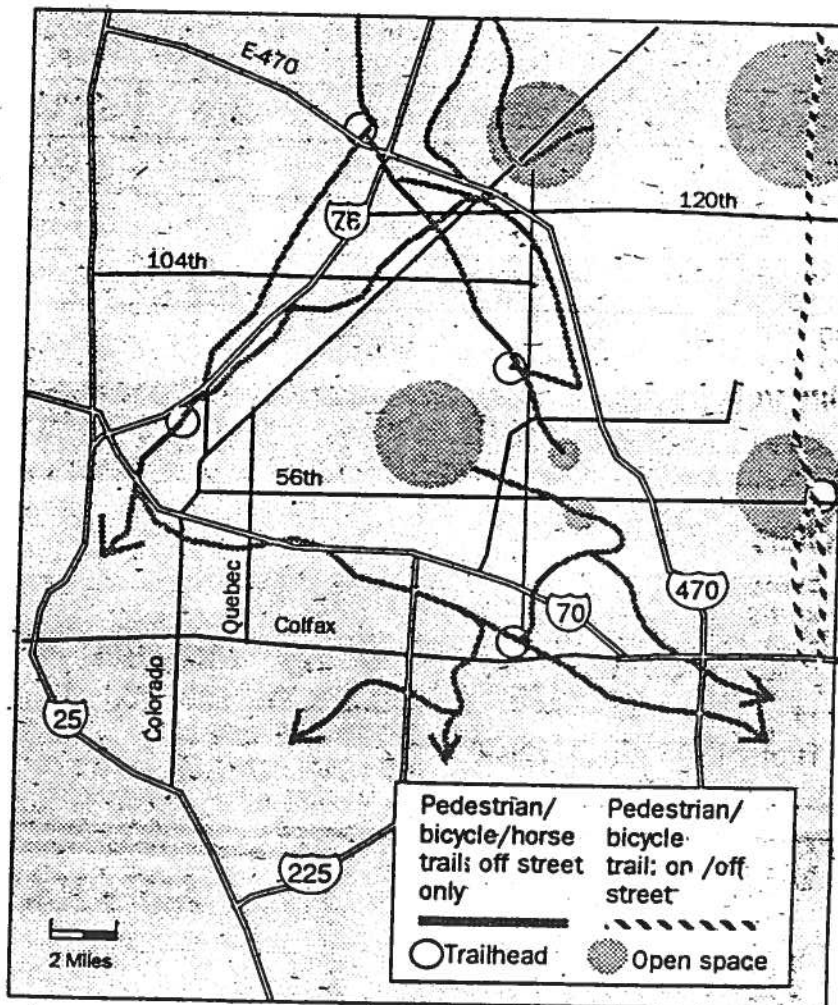 E-470
76
120th
104th
56th
470
70
Quebec
Colfax
Colorado
25
225
2 Miles
Pedestrian/
bicycle/horse
trail: off street
only
Pedestrian/
bicycle
trail: on /off
street
Trailhead
Open space